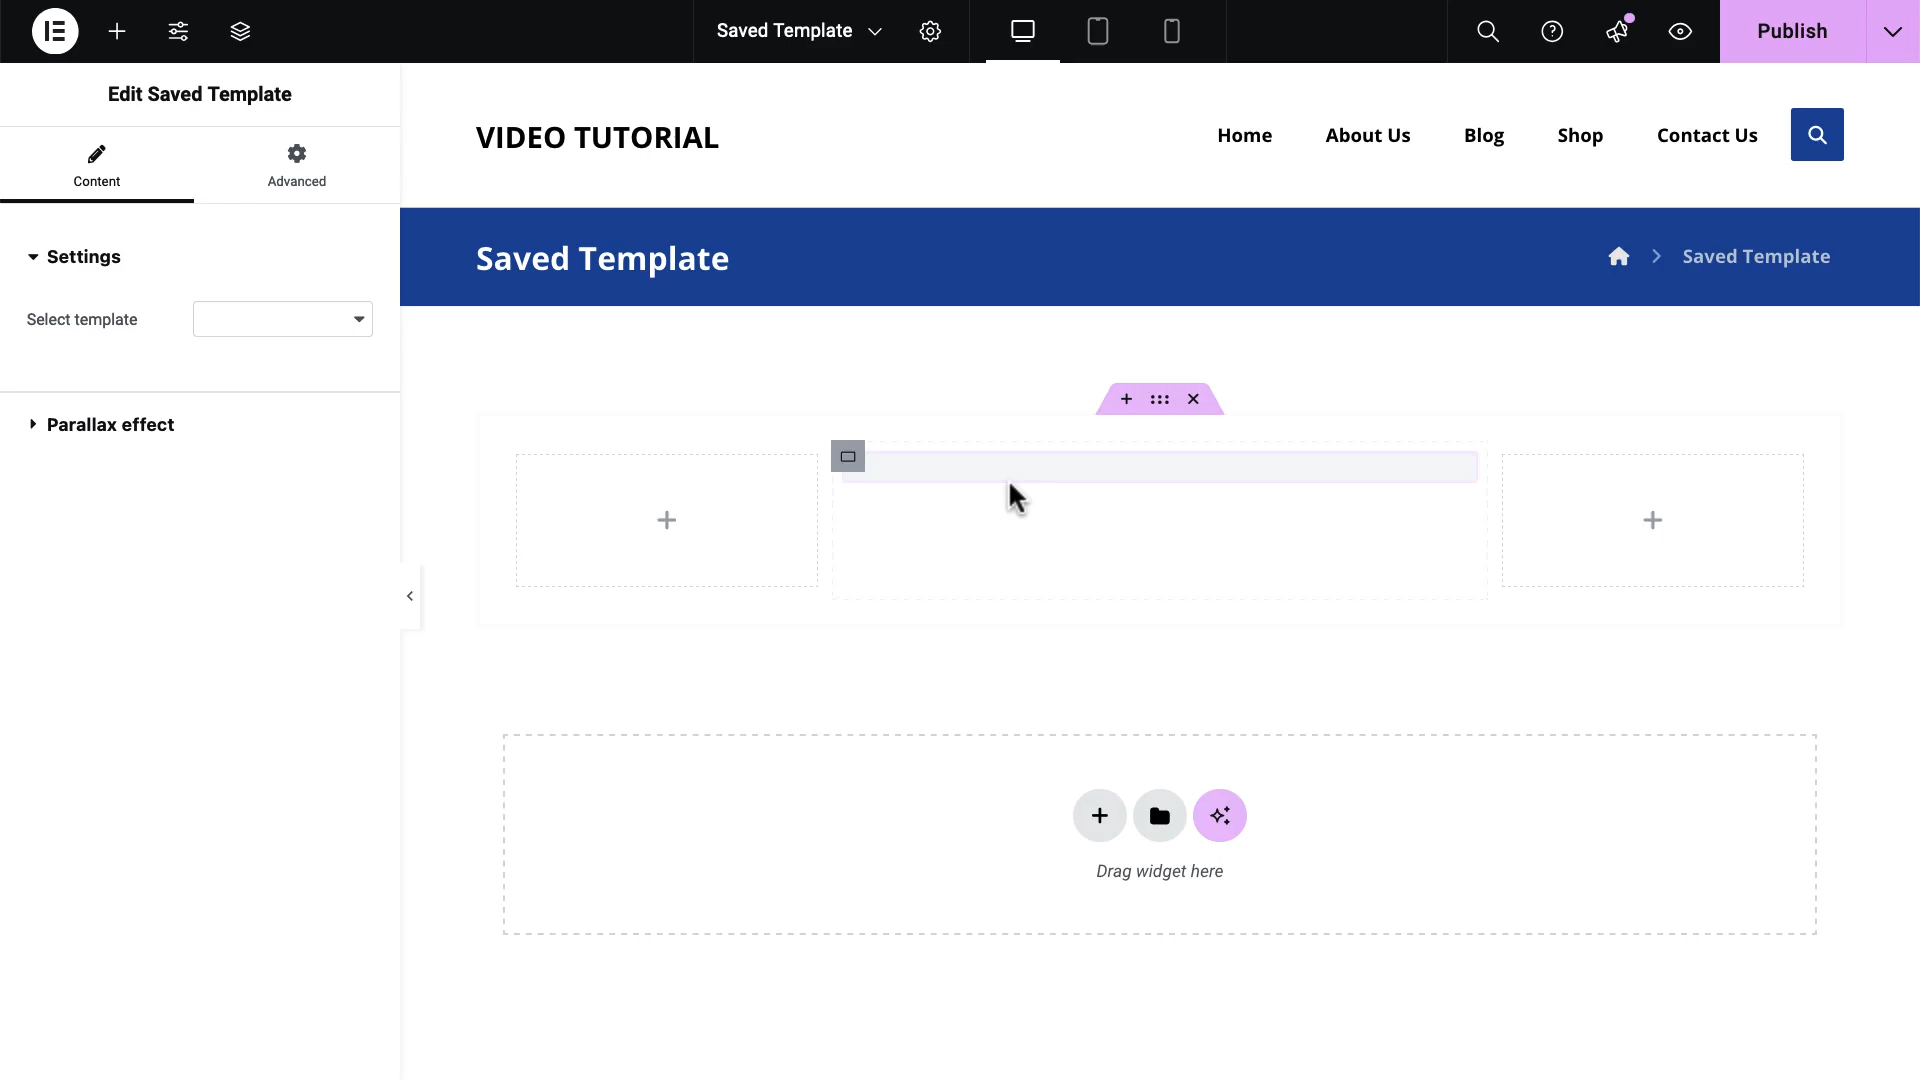 Saved Template
Publish
Edit Saved Template
Content
Advanced
Settings
Select template
Parallax effect
VIDEO TUTORIAL
Home
About Us
Blog
Shop
Contact Us
Saved Template
Saved Template
Drag widget here